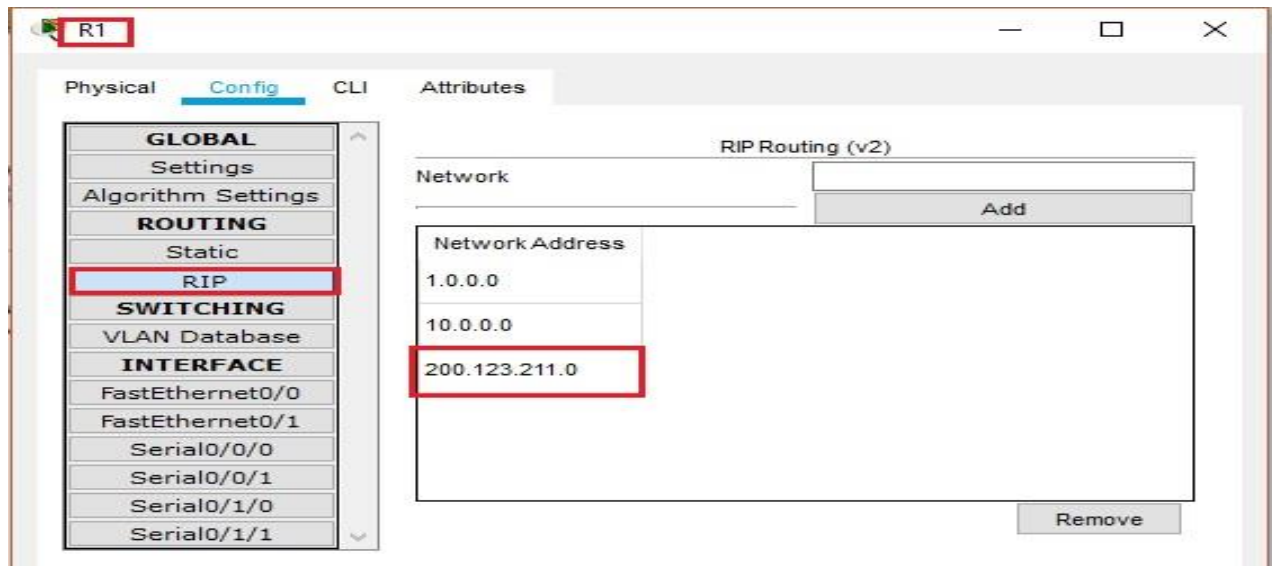 R1
Physical Config CLI Attributes
GLOBAL
Settings
Algorithm Settings
ROUTING
Static
RIP
SWITCHING
VLAN Database
INTERFACE
FastEthernet0/0
FastEthernet0/1
Serial0/0/0
Serial0/0/1
Serial0/1/0
Serial0/1/1
RIP Routing (v2)
Network
Add
Network Address
1.0.0.0
10.0.0.0
200.123.211.0
Remove